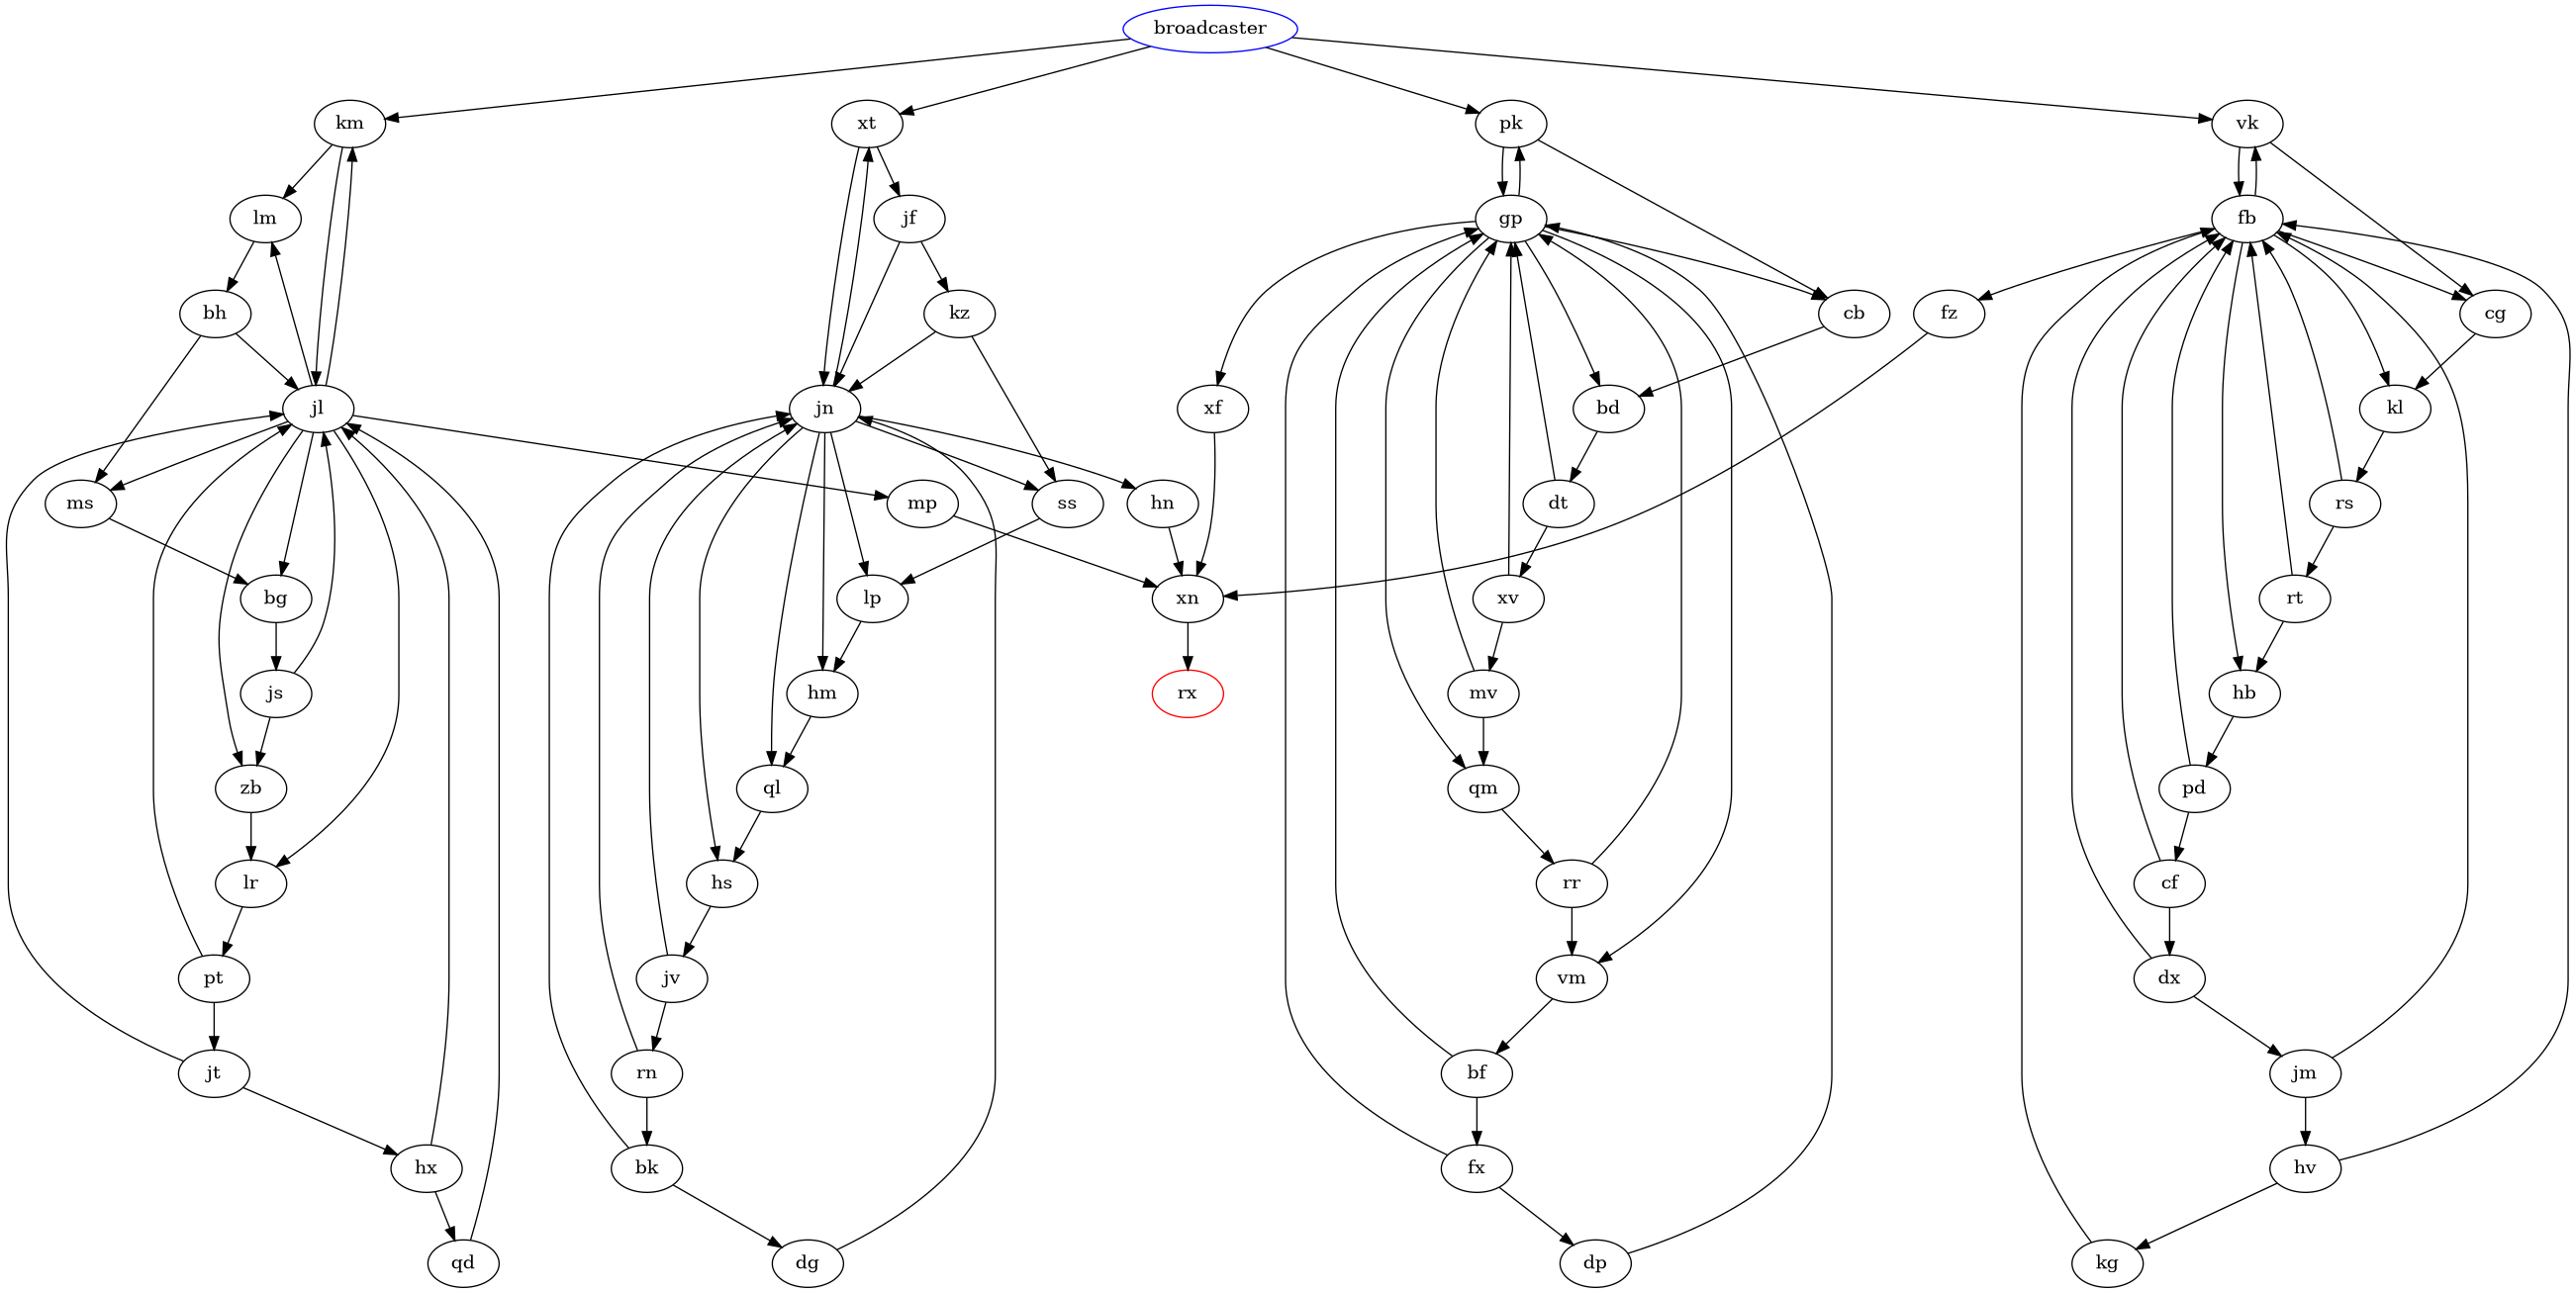 broadcaster
km
xt
pk
vk
lm
jf
gp
fb
bh
kz
cb
fz
cg
jl
jn
xf
bd
kl
ms
mp
ss
hn
dt
rs
bg
lp
xn
xv
rt
js
hm
rx
mv
hb
zb
ql
qm
pd
lr
hs
rr
cf
pt
jv
vm
dx
jt
rn
bf
jm
hx
bk
fx
hv
qd
dg
dp
kg